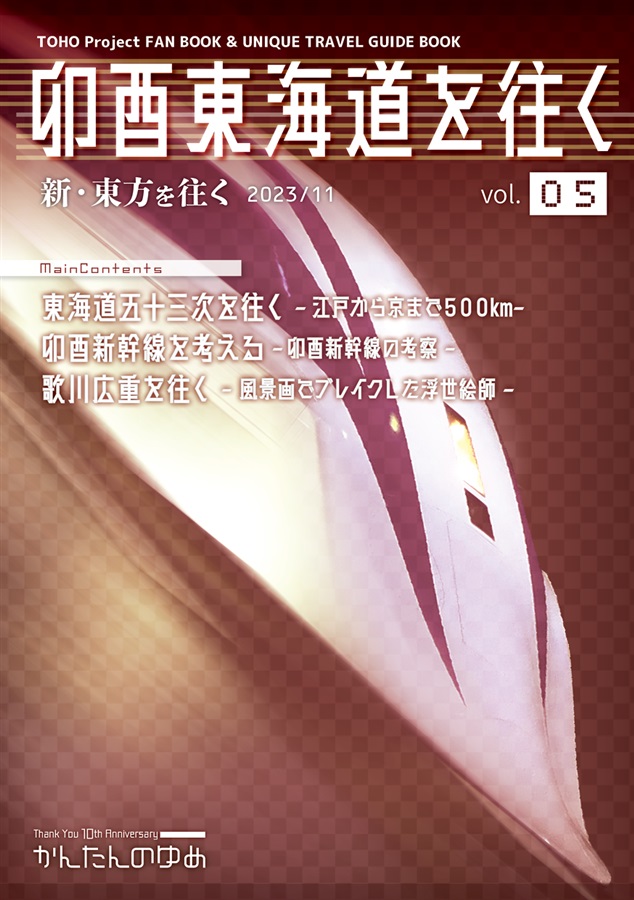 TOHO Project FAN BOOK & UNIQUE TRAVEL GUIDE BOOK
卯酉東海道を往く
新・東方を往く 2023/11 vol. 05
MainContents
東海道五十三次を往く -江戸から京まで500km-
卯酉新幹線を考える -卯酉新幹線の考察-
歌川広重を往く -風景画でブレイクした浮世絵師-
Thank You 10th Anniversary
かんたんのゆめ